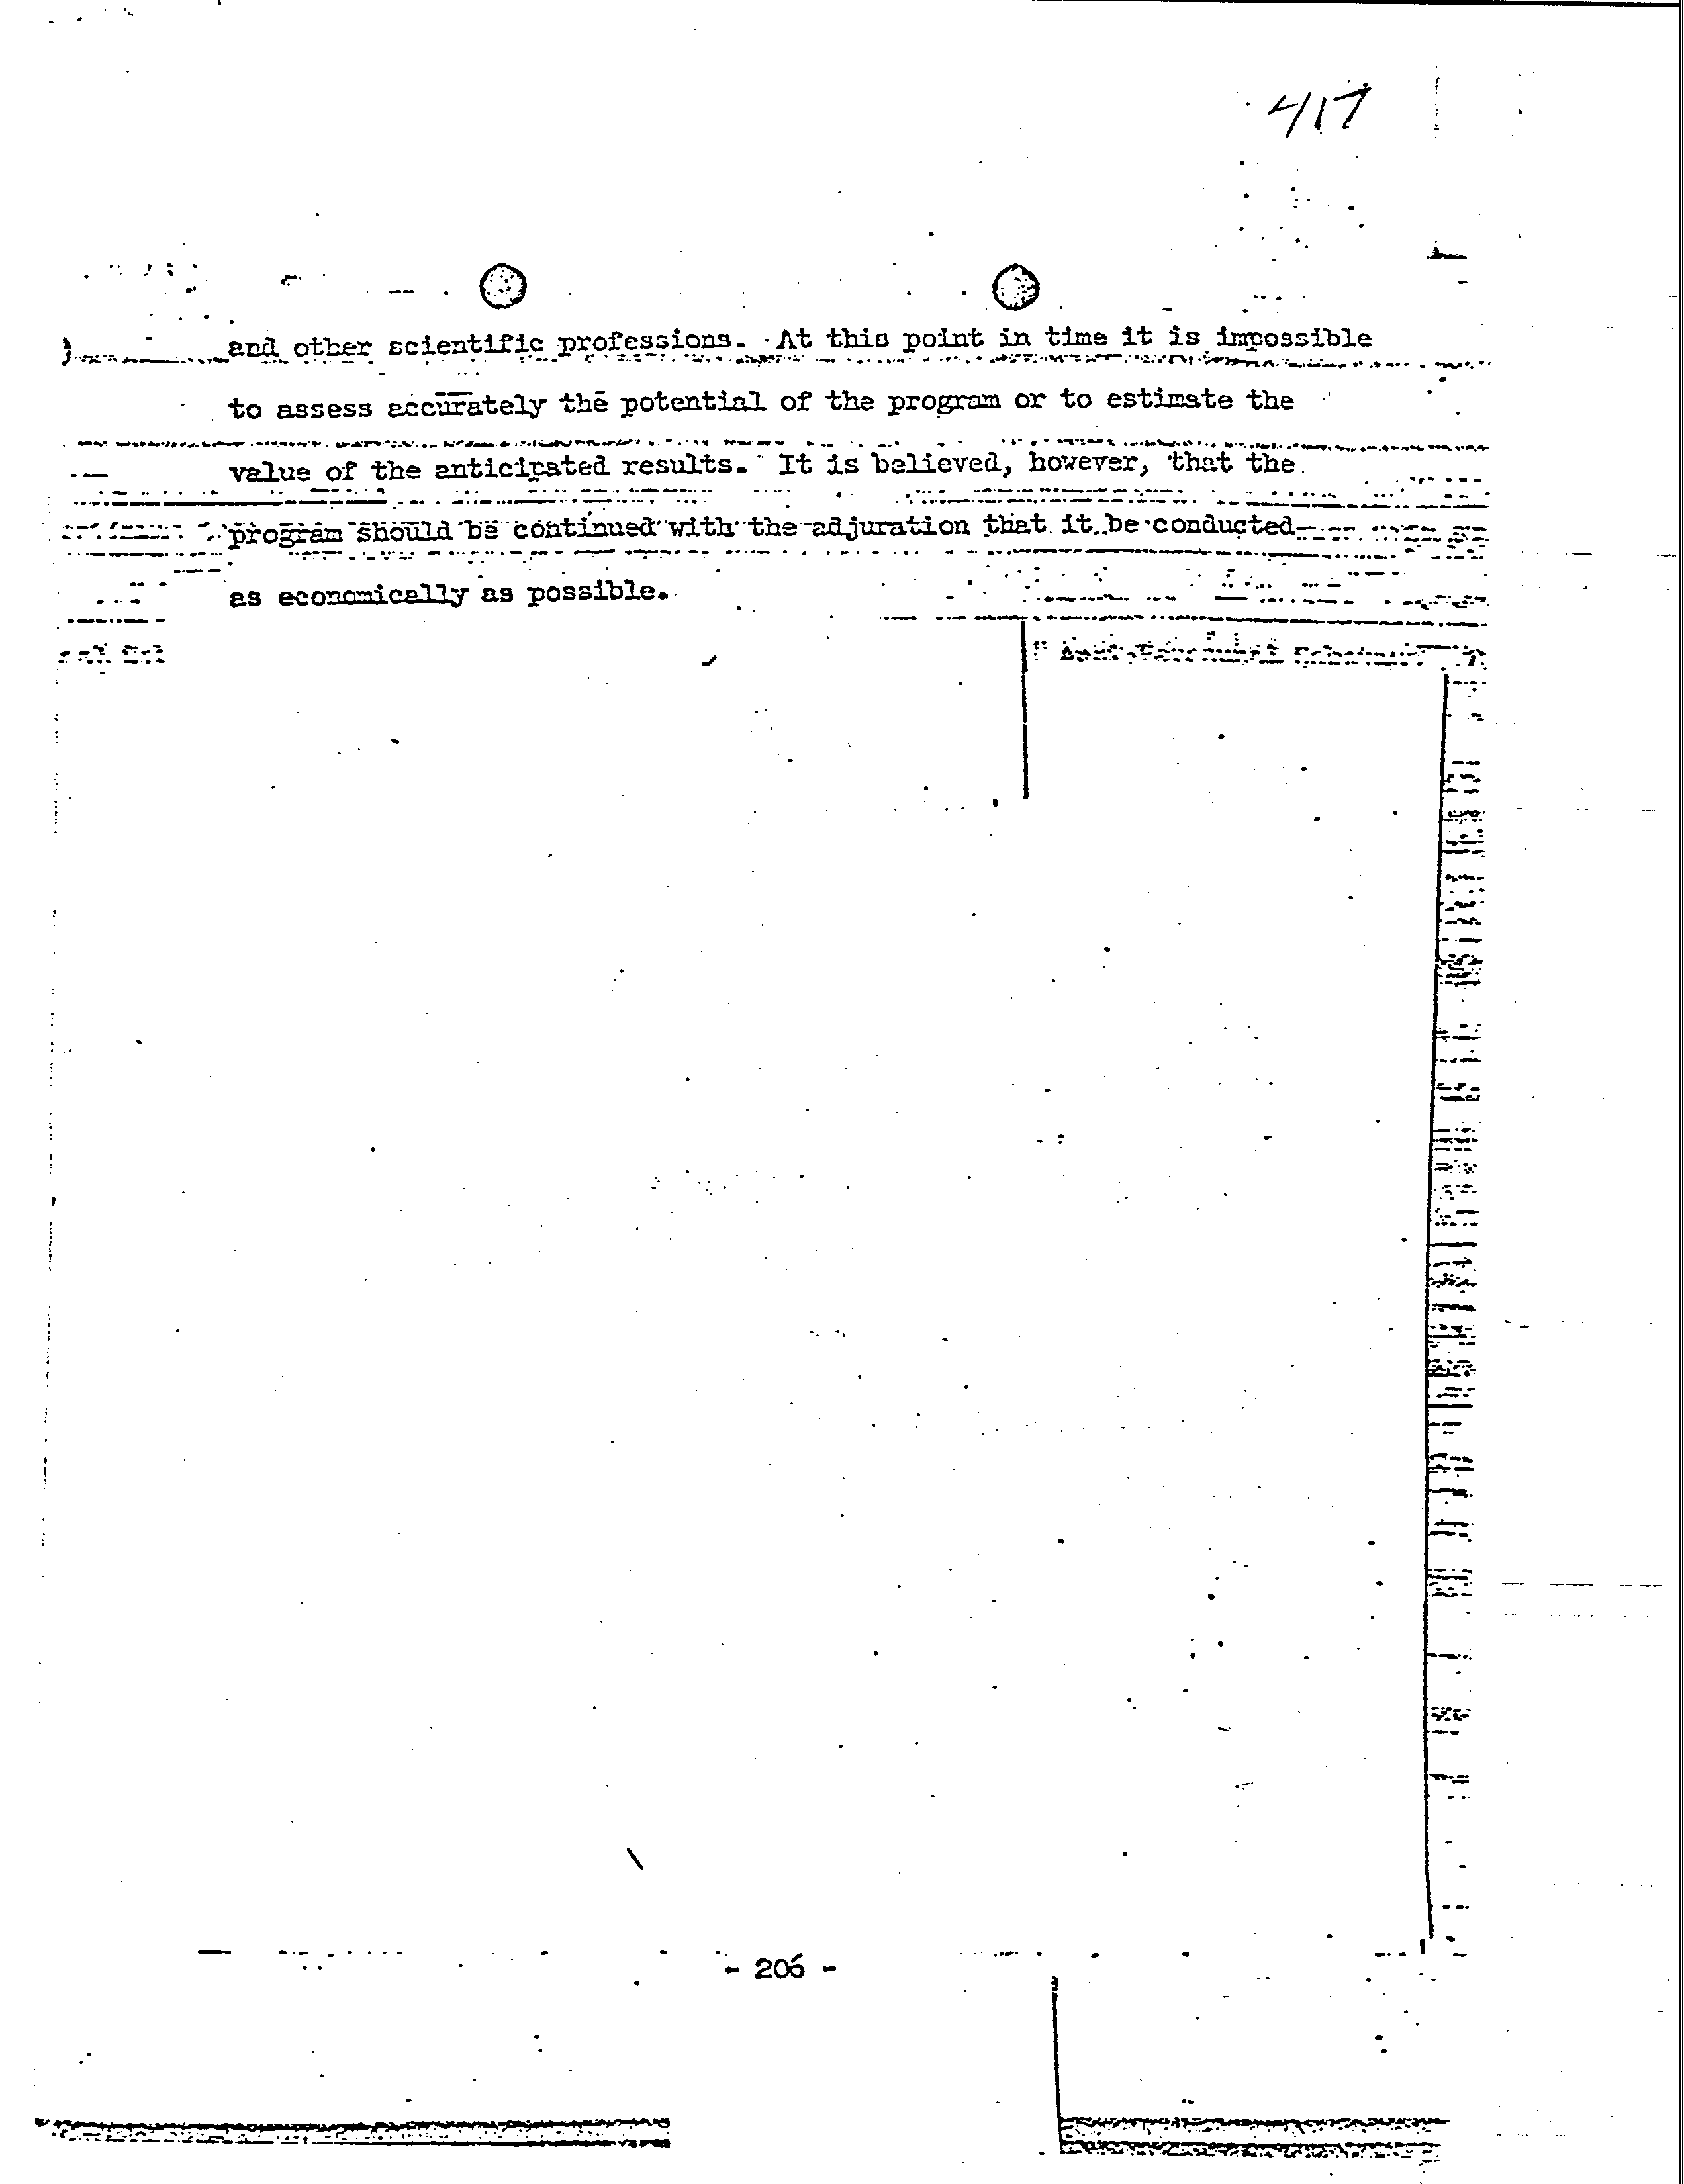 417
and other scientific professions. At this point in time it is impossible
to assess accurately the potential of the program or to estimate the
value of the anticipated results. It is believed, however, that the
program should be continued with the adjuration that it be conducted
as economically as possible.
- 206 -